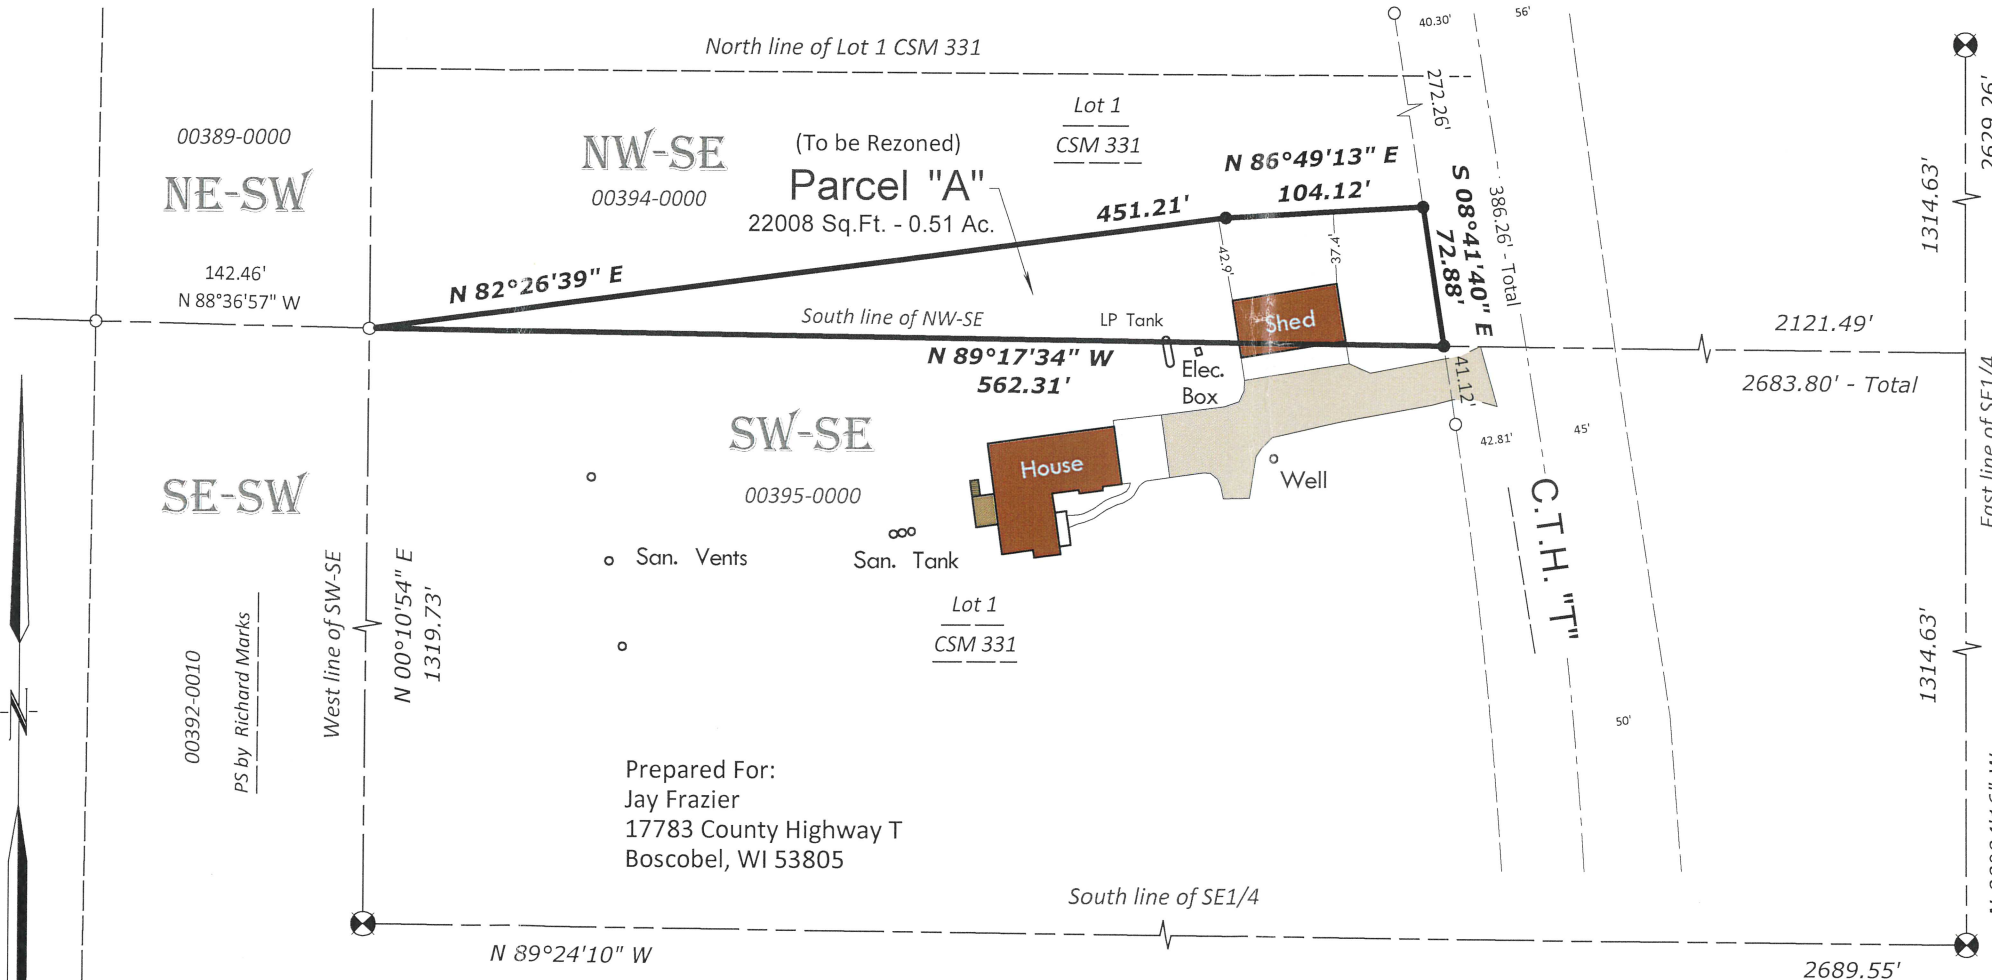 40.30'
56'
North line of Lot 1 CSM 331
272.26'
Lot 1
CSM 331
00389-0000
NE-SW
NW-SE
00394-0000
(To be Rezoned)
Parcel "A"
22008 Sq.Ft. - 0.51 Ac.
N 86°49'13" E
104.12'
451.21'
N 82°26'39" E
S 08°41'40" E
72.88'
386.26' - Total
42.9'
37.4'
1314.63'
2629.26'
142.46'
N 88°36'57" W
South line of NW-SE
LP Tank
Shed
N 89°17'34" W
562.31'
Elec.
Box
41.12'
2121.49'
2683.80' - Total
East line of SE1/4
42.81'
45'
SW-SE
00395-0000
House
Well
SE-SW
C.T.H. "T"
San. Vents
San. Tank
Lot 1
CSM 331
West line of SW-SE
N 00°10'54" E
1319.73'
00392-0010
PS by Richard Marks
N
1314.63'
50'
Prepared For:
Jay Frazier
17783 County Highway T
Boscobel, WI 53805
South line of SE1/4
N 89°24'10" W
2689.55'